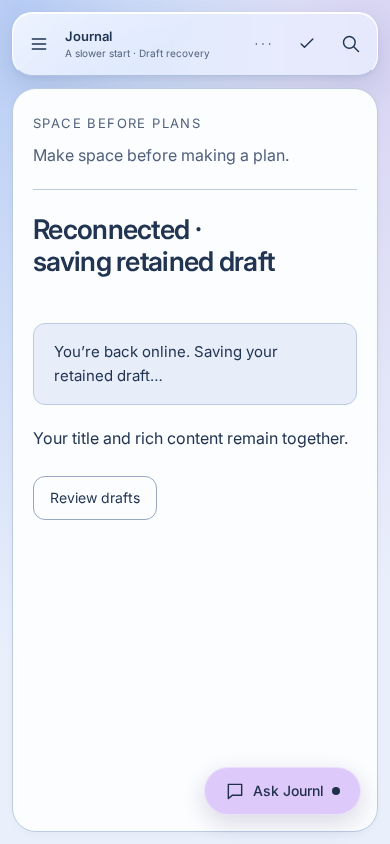 Journal
A slower start · Draft recovery
SPACE BEFORE PLANS
Make space before making a plan.
Reconnected ·
saving retained draft
You’re back online. Saving your
retained draft…
Your title and rich content remain together.
Review drafts
Ask Journl